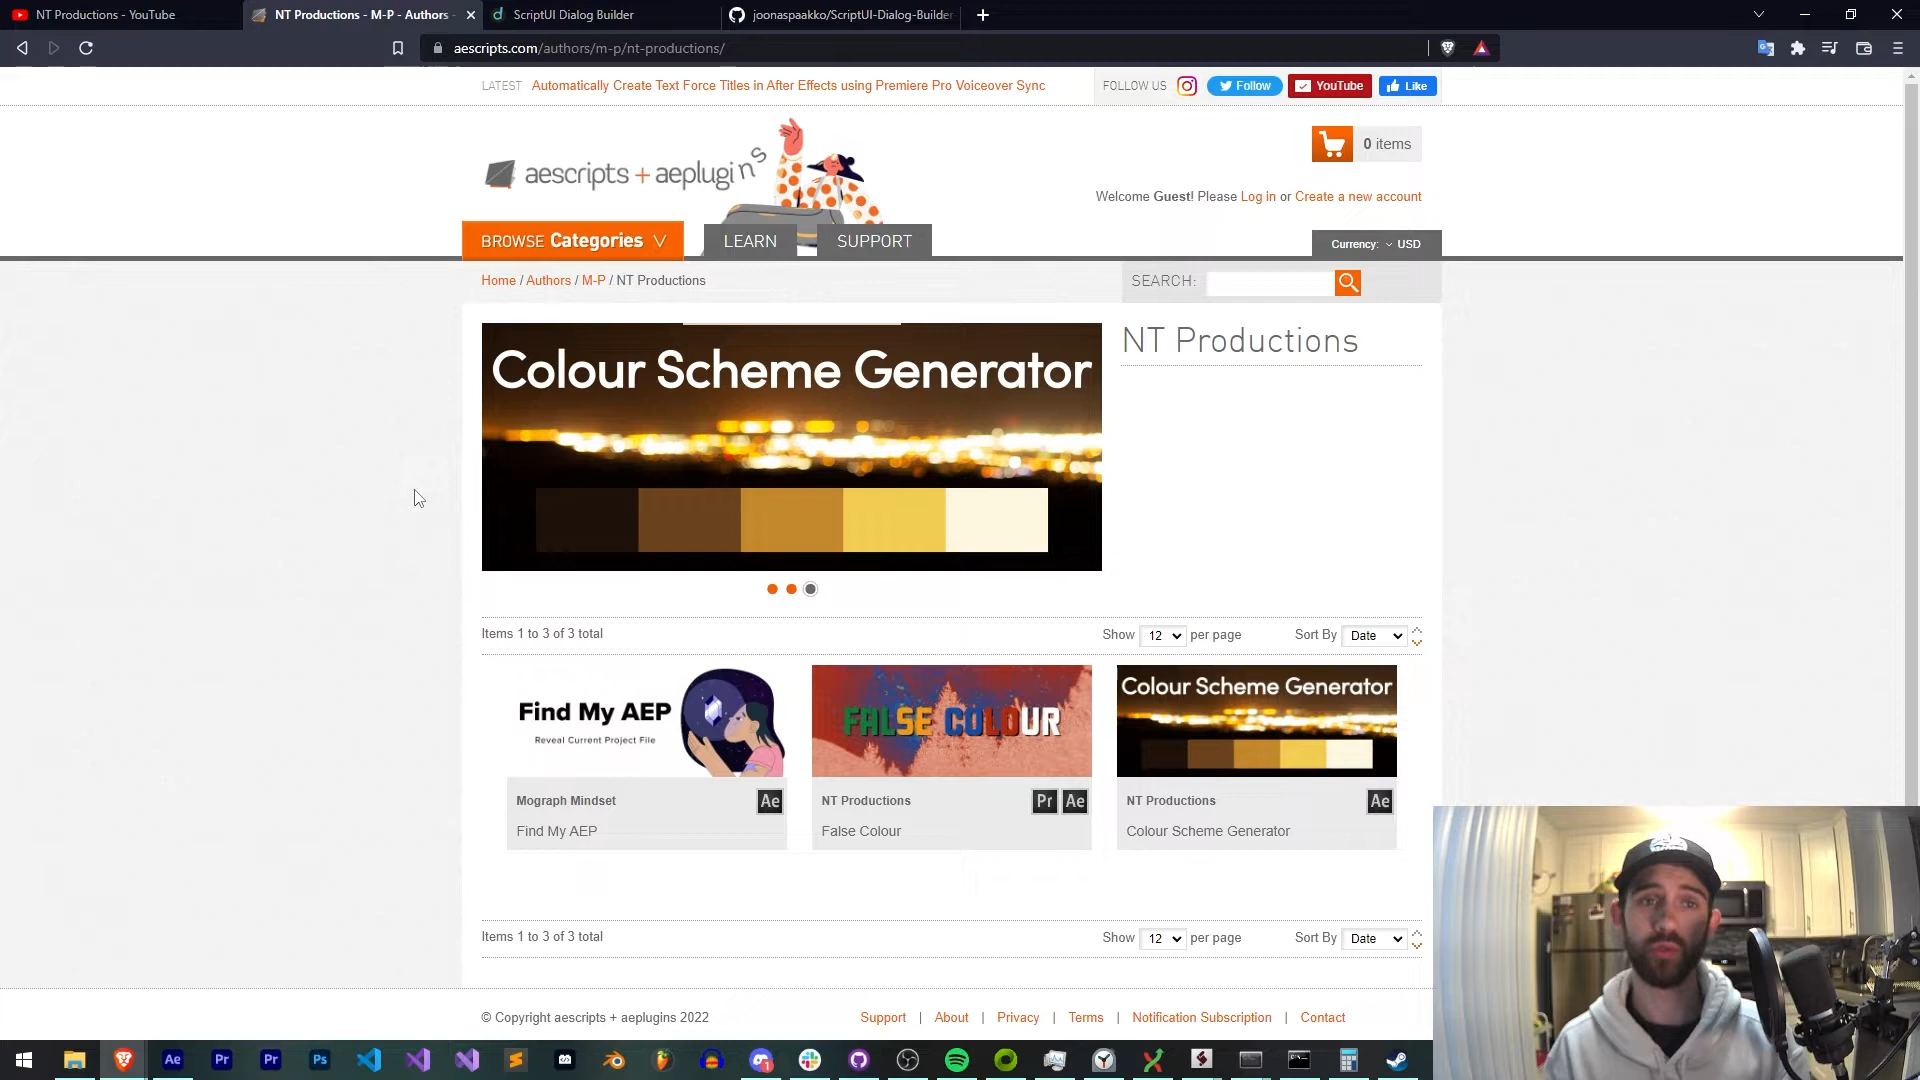 NT Productions - YouTube
NT Productions - M-P - Authors -
ScriptUI Dialog Builder
joonaspaakko/ScriptUI-Dialog-Builder-
aescripts.com/authors/m-p/nt-productions/
LATEST Automatically Create Text Force Titles in After Effects using Premiere Pro Voiceover Sync
FOLLOW US Follow YouTube Like
aescripts + aeplugins
0 items
Welcome Guest! Please Log in or Create a new account
BROWSE Categories LEARN SUPPORT
Currency: USD
Home / Authors / M-P / NT Productions
SEARCH:
Colour Scheme Generator
NT Productions
Items 1 to 3 of 3 total
Show 12 per page Sort By Date
Find My AEP
Reveal Current Project File
FALSE COLOUR
Colour Scheme Generator
Mograph Mindset Ae
Find My AEP
NT Productions Pr Ae
False Colour
NT Productions Ae
Colour Scheme Generator
Items 1 to 3 of 3 total
Show 12 per page Sort By Date
© Copyright aescripts + aeplugins 2022
Support | About | Privacy | Terms | Notification Subscription | Contact
Ae Pr Pr Ps